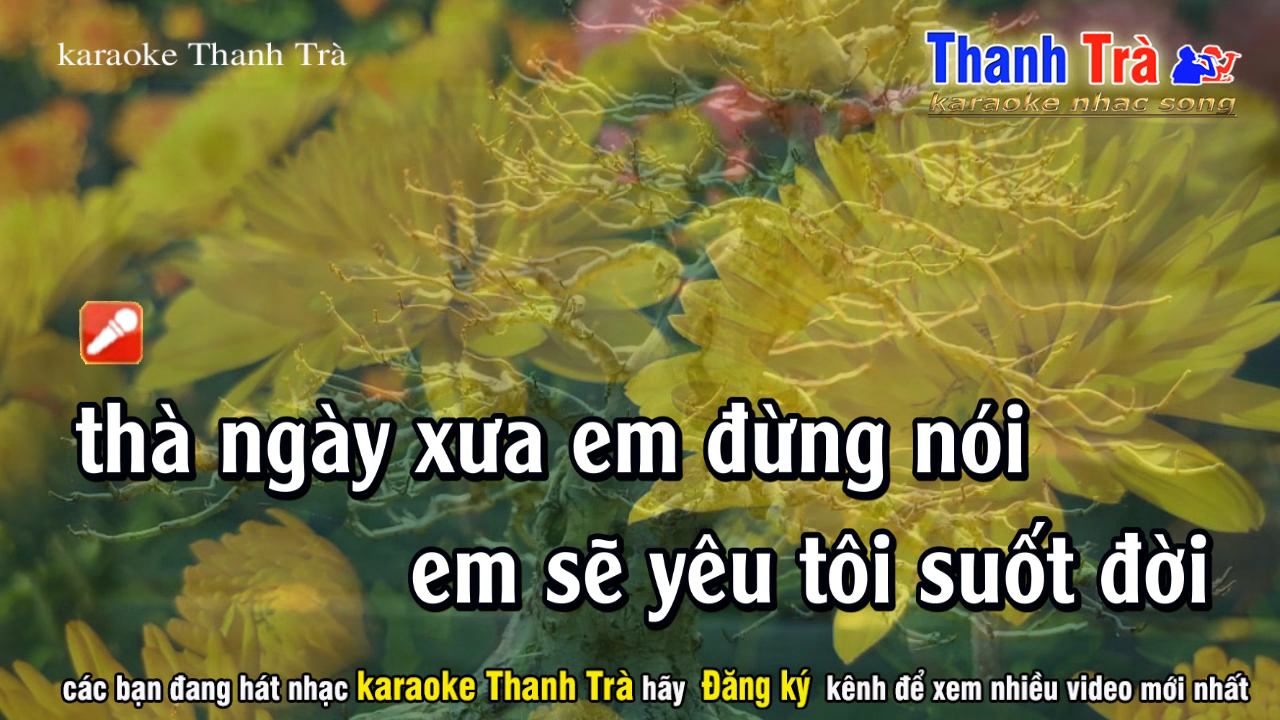 karaoke Thanh Trà
Thanh Trà
karaoke nhac song
thà ngày xưa em đừng nói
em sẽ yêu tôi suốt đời
các bạn đang hát nhạc karaoke Thanh Trà hãy Đăng ký kênh để xem nhiều video mới nhất